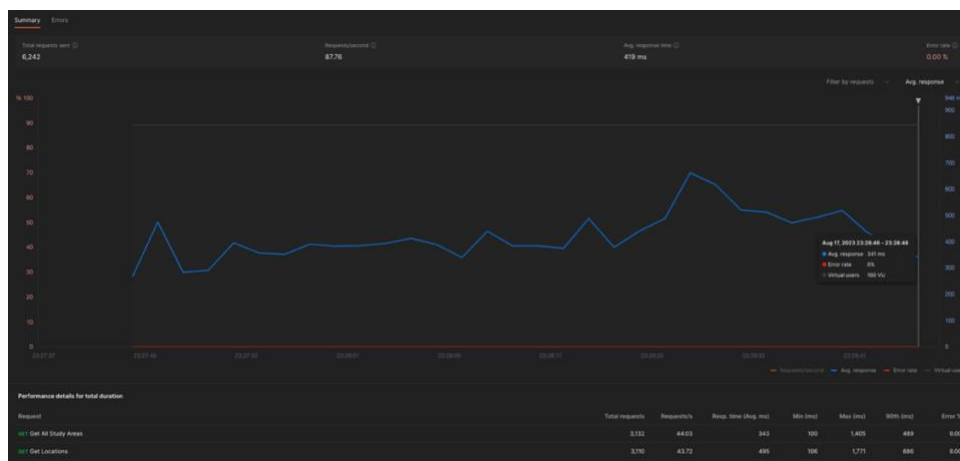 Summary Errors
Total requests sent Requests/second Avg. response time Error rate
6,242 87.76 419 ms 0.00 %
Filter by requests Avg. response
% 100 940
90 900
80 800
70 700
60 600
50 500
40 400
30 300
20 200
10 100
0 0
Aug 17, 2023 23:28:46 - 23:28:48
Avg. response 341 ms
Error rate 0%
Virtual users 100 VU
Requests/second Avg. response Error rate Virtual use
Performance details for total duration
Request Total requests Requests/s Resp. time (Avg. ms) Min (ms) Max (ms) 90th (ms) Error %
GET Get All Study Areas 3,132 44.03 343 100 1,405 489 0.00
GET Get Locations 3,110 43.72 495 106 1,771 686 0.00